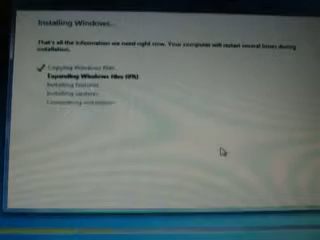 Installing Windows...
That's all the information we need right now. Your computer will restart several times during
installation.
Copying Windows files...
Expanding Windows files (0%)
Installing features
Installing updates
Completing installation